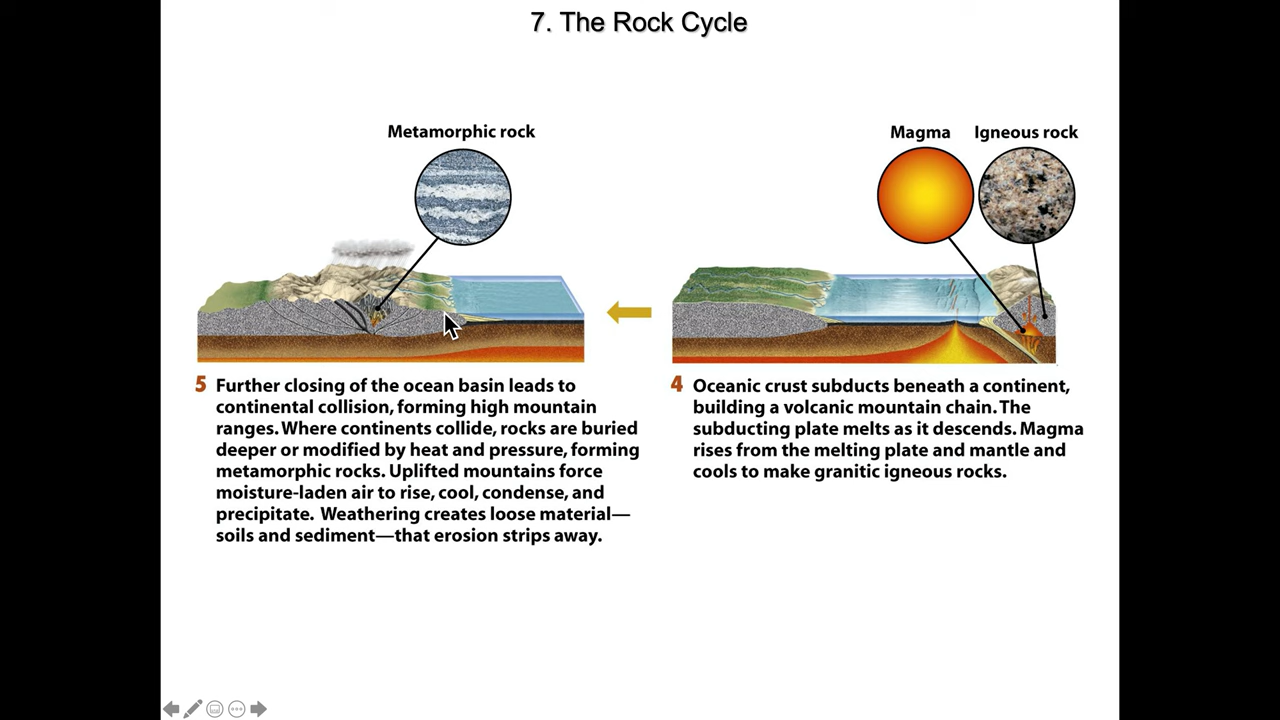 7. The Rock Cycle
Metamorphic rock
Magma
Igneous rock
5 Further closing of the ocean basin leads to
continental collision, forming high mountain
ranges. Where continents collide, rocks are buried
deeper or modified by heat and pressure, forming
metamorphic rocks. Uplifted mountains force
moisture-laden air to rise, cool, condense, and
precipitate. Weathering creates loose material—
soils and sediment—that erosion strips away.
4 Oceanic crust subducts beneath a continent,
building a volcanic mountain chain. The
subducting plate melts as it descends. Magma
rises from the melting plate and mantle and
cools to make granitic igneous rocks.